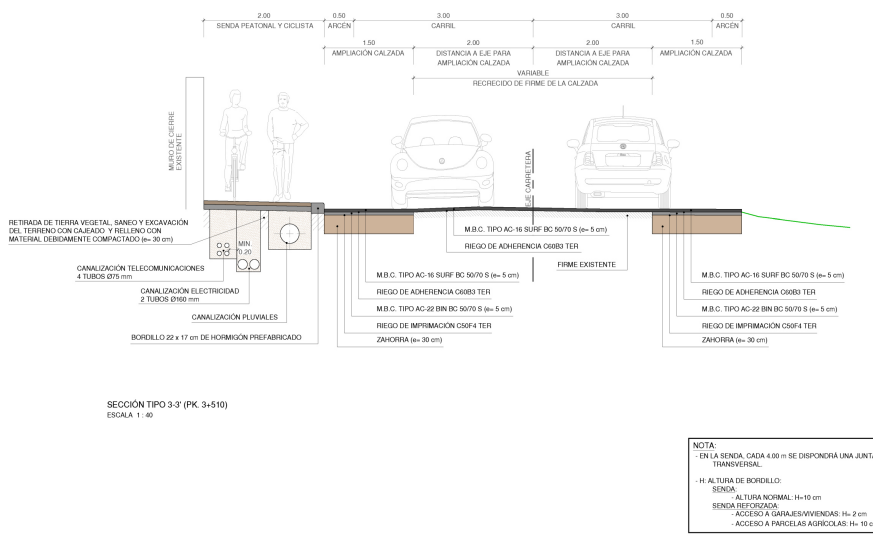 2.00
0.50
3.00
3.00
0.50
SENDA PEATONAL Y CICLISTA
ARCÉN
CARRIL
CARRIL
ARCÉN
1.50
2.00
2.00
1.50
AMPLIACIÓN CALZADA
DISTANCIA A EJE PARA
AMPLIACIÓN CALZADA
DISTANCIA A EJE PARA
AMPLIACIÓN CALZADA
AMPLIACIÓN CALZADA
VARIABLE
RECRECIDO DE FIRME DE LA CALZADA
MURO DE CIERRE
EXISTENTE
EJE CARRETERA
RETIRADA DE TIERRA VEGETAL, SANEO Y EXCAVACIÓN
DEL TERRENO CON CAJEADO Y RELLENO CON
MATERIAL DEBIDAMENTE COMPACTADO (e= 30 cm)
MIN.
0.20
CANALIZACIÓN TELECOMUNICACIONES
4 TUBOS Ø75 mm
CANALIZACIÓN ELECTRICIDAD
2 TUBOS Ø160 mm
CANALIZACIÓN PLUVIALES
BORDILLO 22 x 17 cm DE HORMIGÓN PREFABRICADO
M.B.C. TIPO AC-16 SURF BC 50/70 S (e= 5 cm)
RIEGO DE ADHERENCIA C60B3 TER
FIRME EXISTENTE
M.B.C. TIPO AC-16 SURF BC 50/70 S (e= 5 cm)
RIEGO DE ADHERENCIA C60B3 TER
M.B.C. TIPO AC-22 BIN BC 50/70 S (e= 5 cm)
RIEGO DE IMPRIMACIÓN C50F4 TER
ZAHORRA (e= 30 cm)
M.B.C. TIPO AC-16 SURF BC 50/70 S (e= 5 cm)
RIEGO DE ADHERENCIA C60B3 TER
M.B.C. TIPO AC-22 BIN BC 50/70 S (e= 5 cm)
RIEGO DE IMPRIMACIÓN C50F4 TER
ZAHORRA (e= 30 cm)
SECCIÓN TIPO 3-3' (PK. 3+510)
ESCALA 1 : 40
NOTA:
- EN LA SENDA, CADA 4.00 m SE DISPONDRÁ UNA JUNTA
TRANSVERSAL.
- H: ALTURA DE BORDILLO:
SENDA:
- ALTURA NORMAL: H=10 cm
SENDA REFORZADA:
- ACCESO A GARAJES/VIVIENDAS: H= 2 cm
- ACCESO A PARCELAS AGRÍCOLAS: H= 10 c